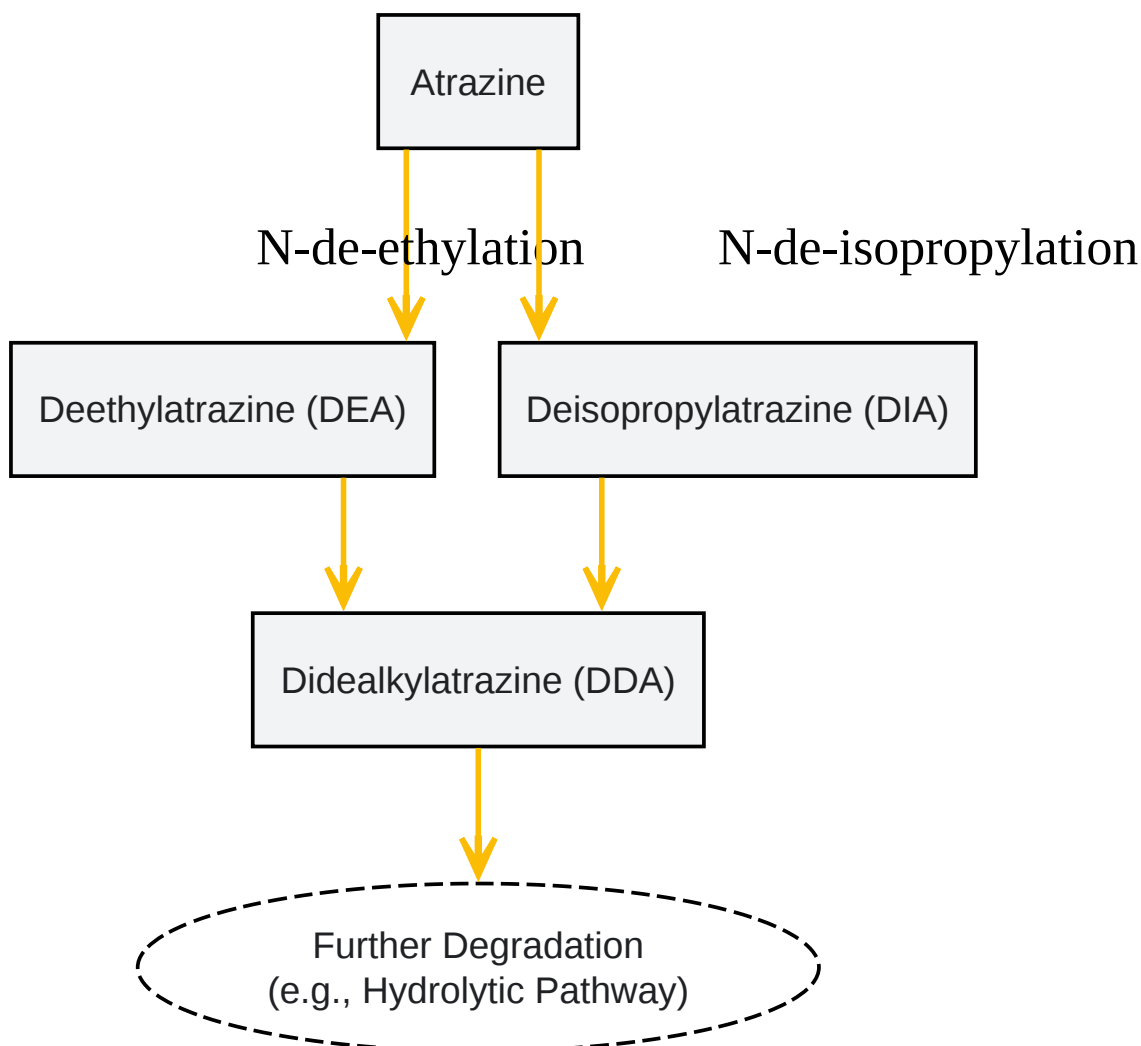 Atrazine
N-de-ethylation
N-de-isopropylation
Deethylatrazine (DEA)
Deisopropylatrazine (DIA)
Didealkylatrazine (DDA)
Further Degradation
(e.g., Hydrolytic Pathway)